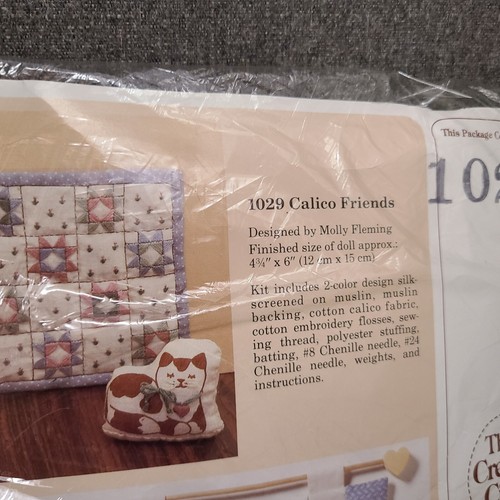 This Package
102
1029 Calico Friends
Designed by Molly Fleming
Finished size of doll approx.:
4¾" x 6" (12 cm x 15 cm)
Kit includes 2-color design silk-
screened on muslin, muslin
backing, cotton calico fabric,
cotton embroidery flosses, sew-
ing thread, polyester stuffing,
batting, #8 Chenille needle, #24
Chenille needle, weights, and
instructions.